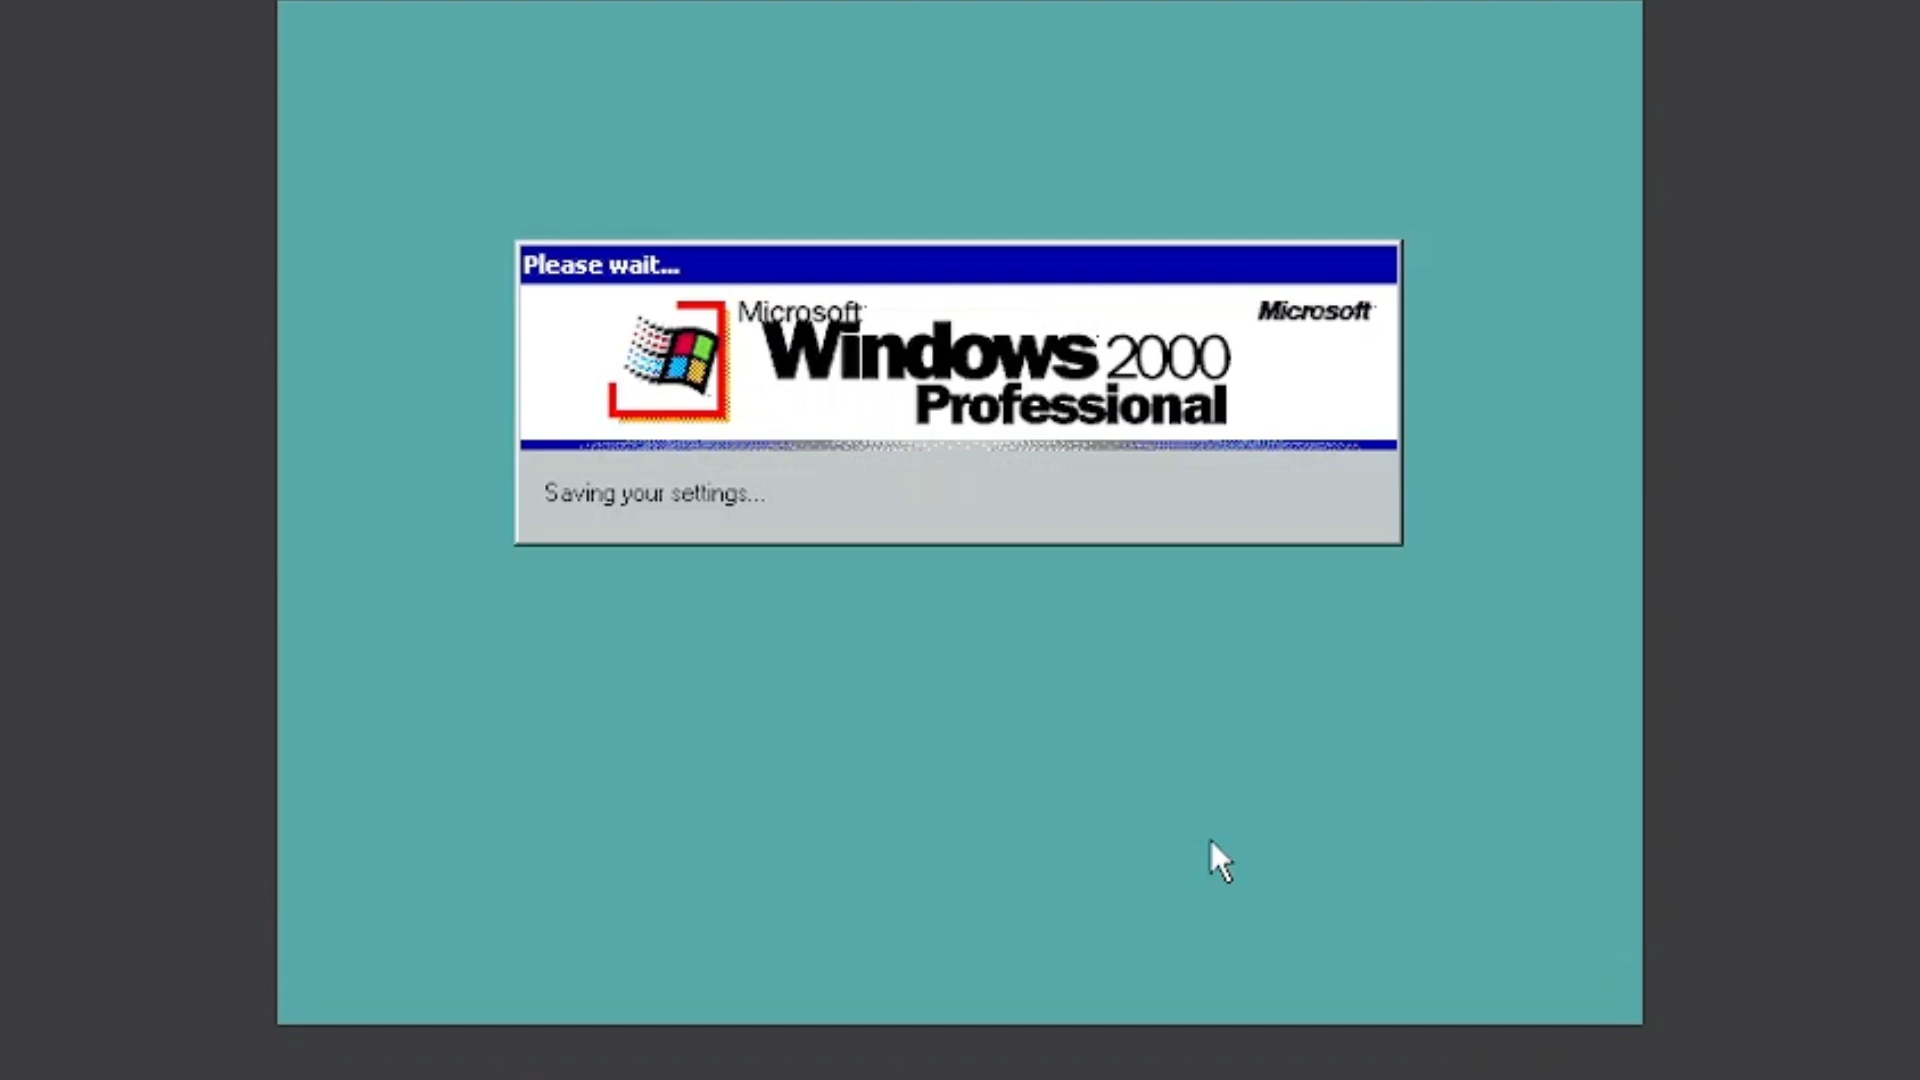 Please wait...
Microsoft
Microsoft
Windows 2000
Professional
Saving your settings...